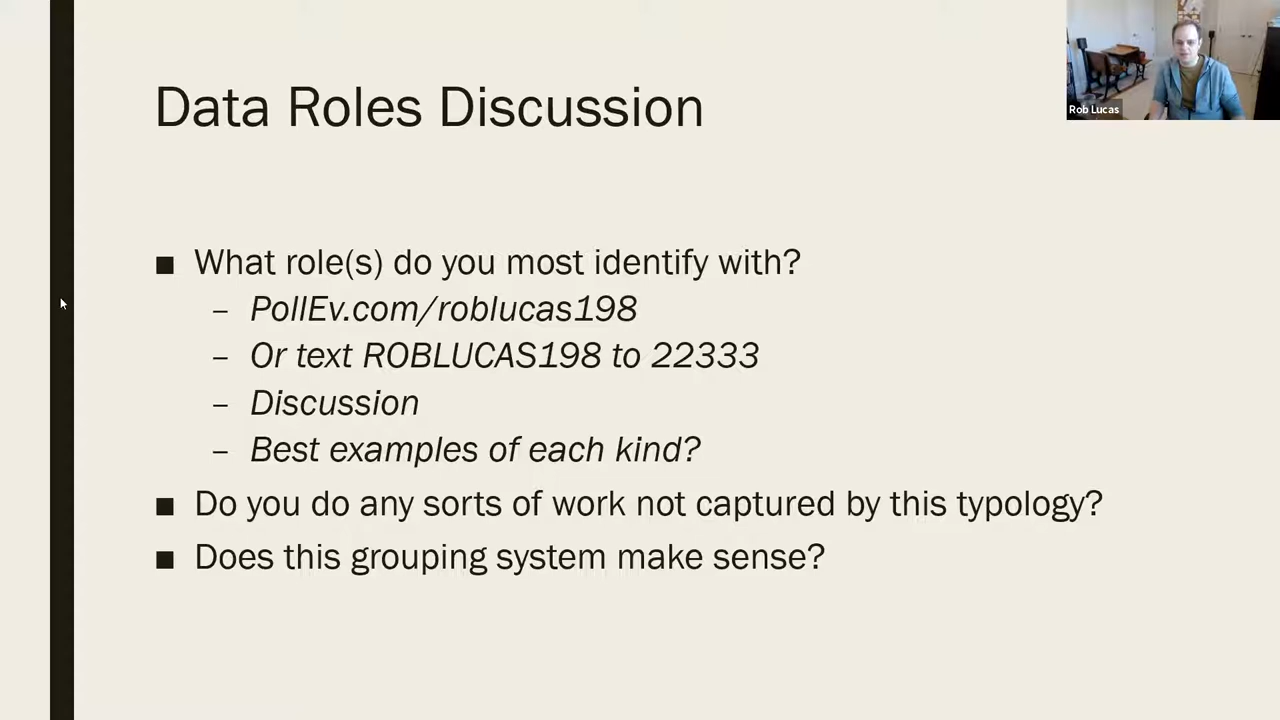 Data Roles Discussion
Rob Lucas
■ What role(s) do you most identify with?
– PollEv.com/roblucas198
– Or text ROBLUCAS198 to 22333
– Discussion
– Best examples of each kind?
■ Do you do any sorts of work not captured by this typology?
■ Does this grouping system make sense?